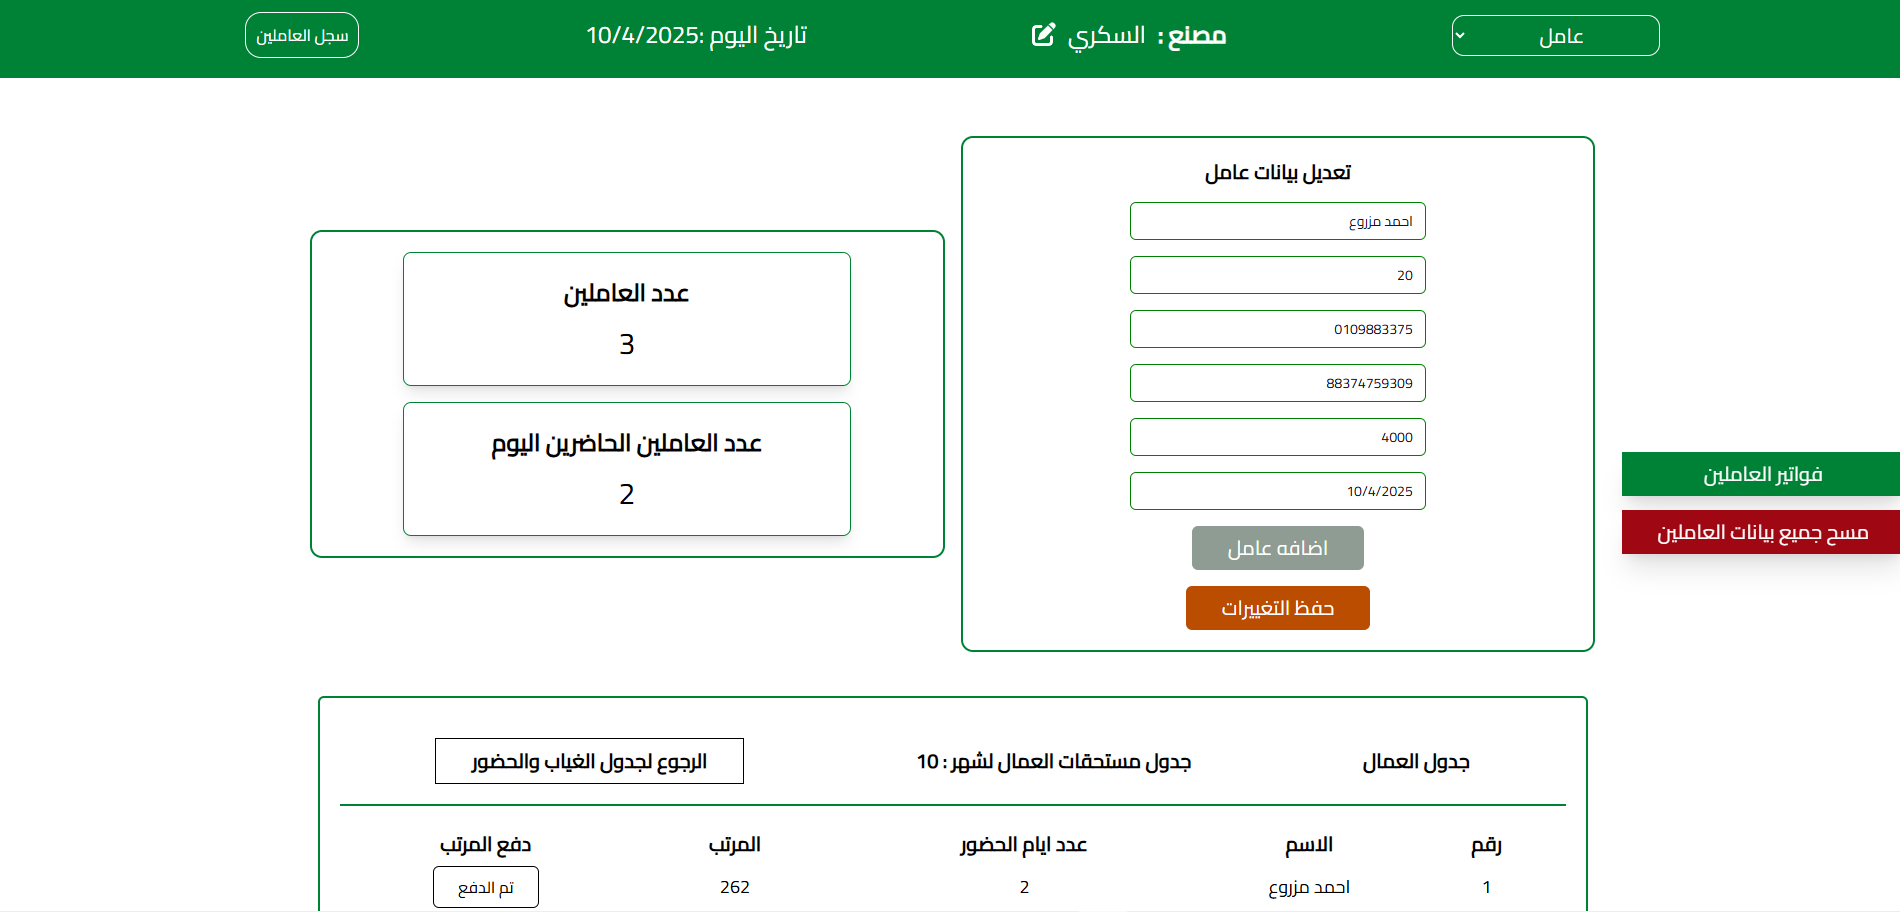 عامل
مصنع : السكري
تاريخ اليوم :10/4/2025
سجل العاملين
تعديل بيانات عامل
احمد مزروع
20
0109883375
88374759309
4000
10/4/2025
اضافه عامل
حفظ التغييرات
عدد العاملين
3
عدد العاملين الحاضرين اليوم
2
فواتير العاملين
مسح جميع بيانات العاملين
جدول العمال
جدول مستحقات العمال لشهر : 10
الرجوع لجدول الغياب والحضور
رقم الاسم عدد ايام الحضور المرتب دفع المرتب
1 احمد مزروع 2 262 تم الدفع